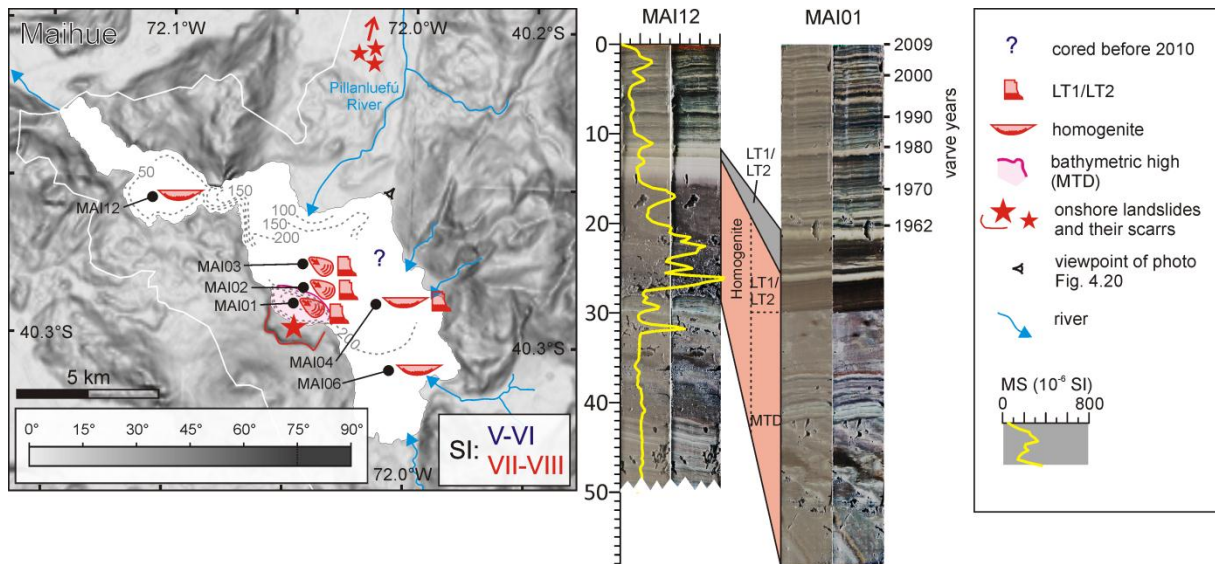 Maihue
72.1°W
72.0°W
40.2°S
Pillanluefú
River
50
150
100
150
200
MAI12
?
MAI03
MAI02
MAI01
40.3°S
200
40.3°S
MAI04
MAI06
5 km
0°
15°
30°
45°
60°
75°
90°
SI: V-VI
VII-VIII
72.0°W
MAI12
MAI01
0
10
20
30
40
50
LT1/
LT2
Homogenite
LT1/
LT2
MTD
2009
2000
1990
1980
1970
1962
varve years
? cored before 2010
LT1/LT2
homogenite
bathymetric high
(MTD)
onshore landslides
and their scarrs
viewpoint of photo
Fig. 4.20
river
MS (10⁻⁶ SI)
0 800